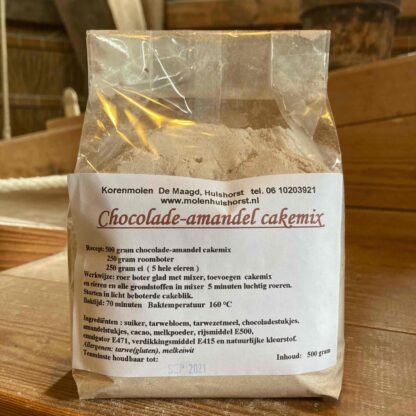 Korenmolen De Maagd, Hulshorst tel. 06 10203921
www.molenhulshorst.nl
Chocolade-amandel cakemix
Recept: 500 gram chocolade-amandel cakemix
250 gram roomboter
250 gram ei ( 5 hele eieren )
Werkwijze: roer boter glad met mixer, toevoegen cakemix
en eieren en alle grondstoffen in mixer 5 minuten luchtig roeren.
Storten in licht beboterde cakeblik.
Baktijd: 70 minuten Baktemperatuur 160 °C
Ingrediënten : suiker, tarwebloem, tarwezetmeel, chocoladestukjes,
amandelstukjes, cacao, melkpoeder, rijsmiddel E500,
emulgator E471, verdikkingsmiddel E415 en natuurlijke kleurstof.
Allergenen: tarwe(gluten), melkeiwit
Tenminste houdbaar tot: SEP 2021 Inhoud: 500 gram